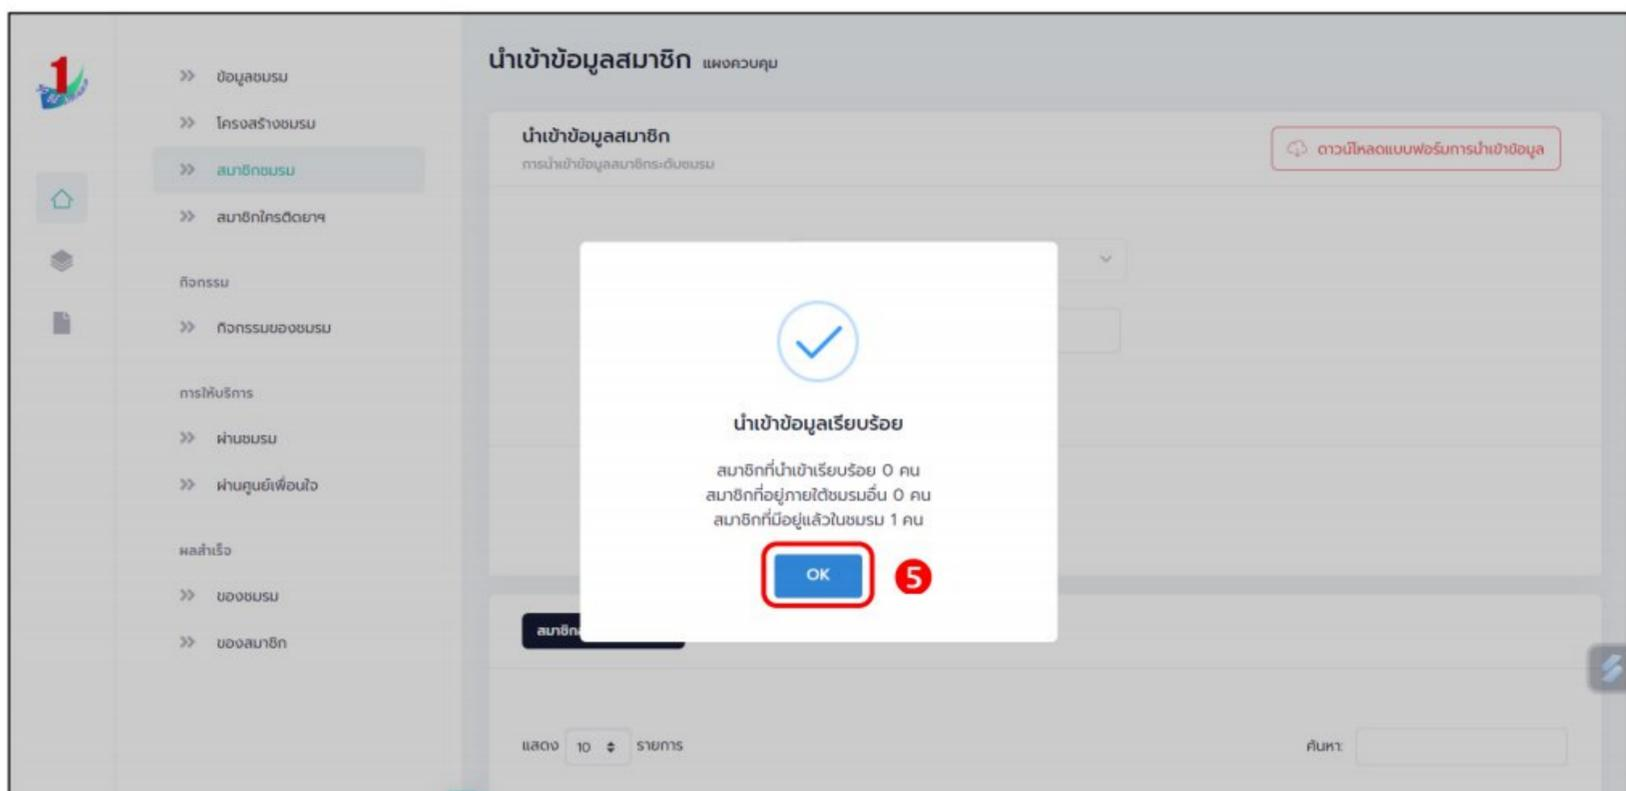 1
ข้อมูลชมรม
โครงสร้างชมรม
สมาชิกชมรม
สมาชิกใครติดยาฯ
กิจกรรม
กิจกรรมของชมรม
การให้บริการ
ผ่านชมรม
ผ่านศูนย์เพื่อนใจ
ผลสำเร็จ
ของชมรม
ของสมาชิก
นำเข้าข้อมูลสมาชิก แผงควบคุม
นำเข้าข้อมูลสมาชิก
การนำเข้าข้อมูลสมาชิกระดับชมรม
ดาวน์โหลดแบบฟอร์มการนำเข้าข้อมูล
นำเข้าข้อมูลเรียบร้อย
สมาชิกที่นำเข้าเรียบร้อย 0 คน
สมาชิกที่อยู่ภายใต้ชมรมอื่น 0 คน
สมาชิกที่มีอยู่แล้วในชมรม 1 คน
OK 5
แสดง 10 รายการ
ค้นหา: